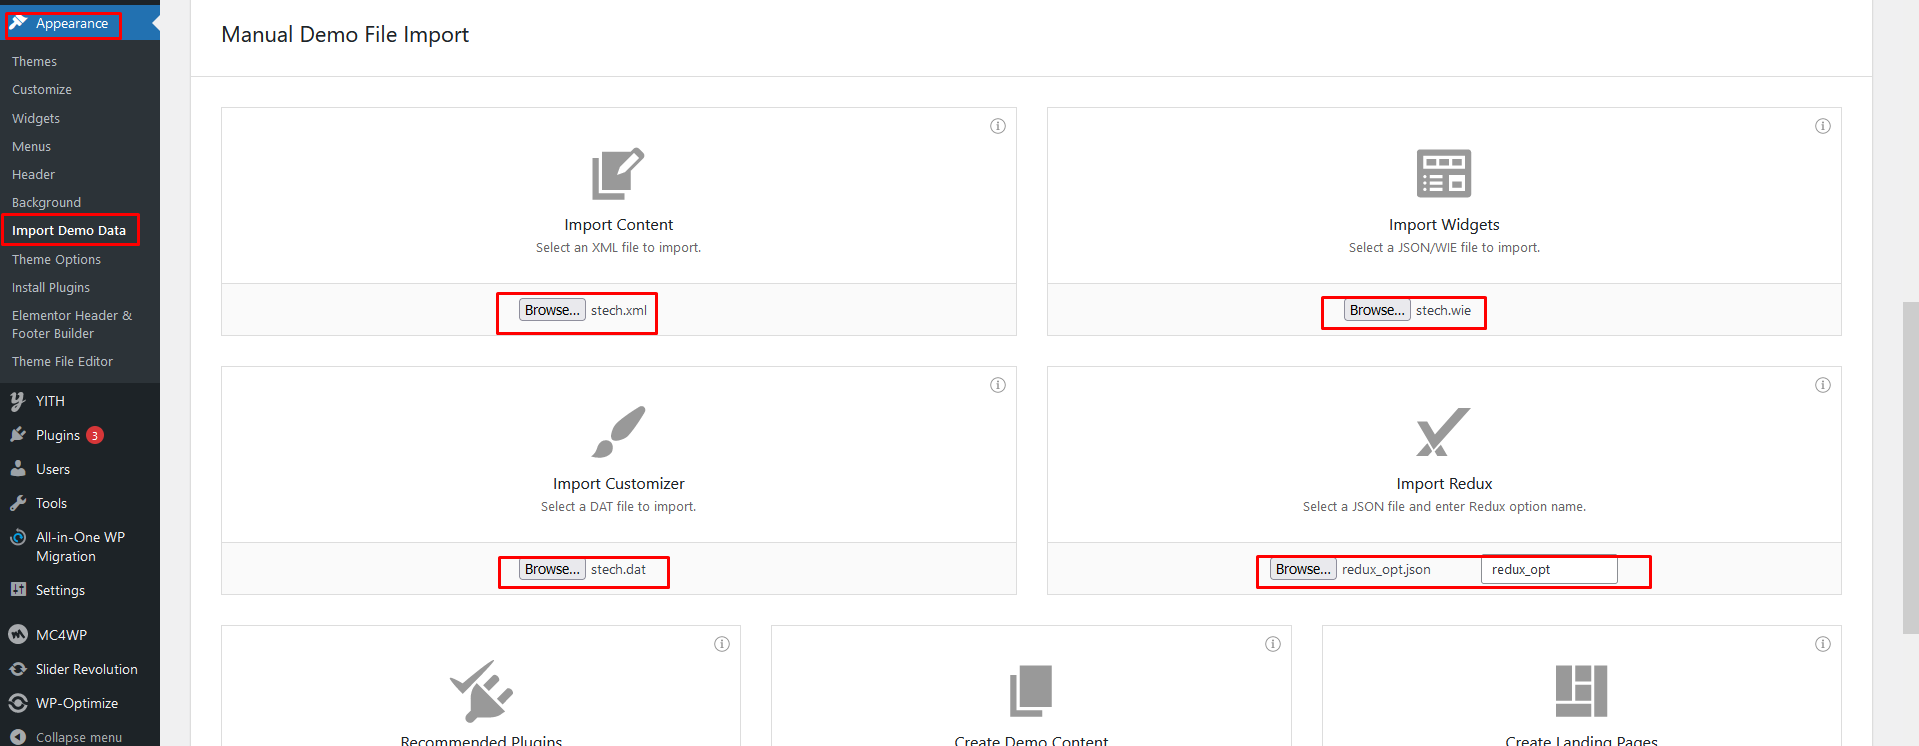 Appearance
Themes
Customize
Widgets
Menus
Header
Background
Import Demo Data
Theme Options
Install Plugins
Elementor Header &
Footer Builder
Theme File Editor
YITH
Plugins 3
Users
Tools
All-in-One WP
Migration
Settings
MC4WP
Slider Revolution
WP-Optimize
Collapse menu
Manual Demo File Import
Import Content
Select an XML file to import.
Browse... stech.xml
Import Widgets
Select a JSON/WIE file to import.
Browse... stech.wie
Import Customizer
Select a DAT file to import.
Browse... stech.dat
Import Redux
Select a JSON file and enter Redux option name.
Browse... redux_opt.json redux_opt
Recommended Plugins
Create Demo Content
Create Landing Pages